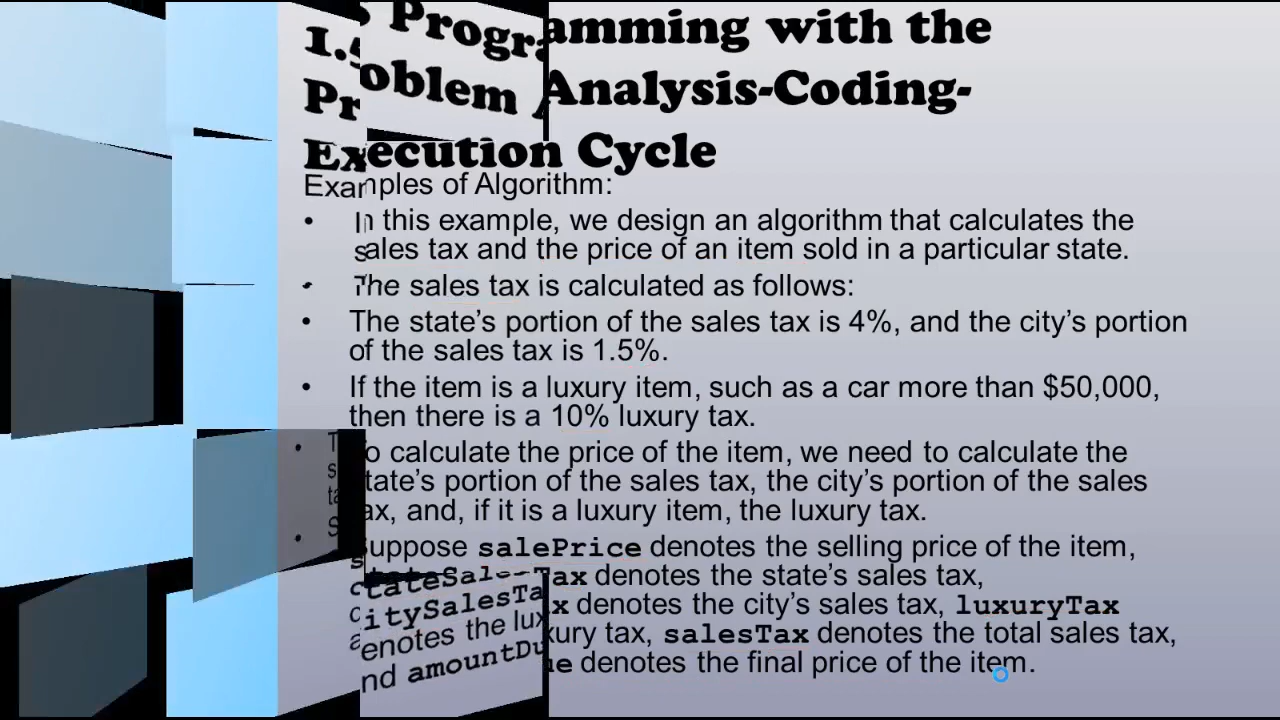 1.5 Programming with the
Problem Analysis-Coding-
Execution Cycle
Examples of Algorithm:
• In this example, we design an algorithm that calculates the
sales tax and the price of an item sold in a particular state.
• The sales tax is calculated as follows:
• The state’s portion of the sales tax is 4%, and the city’s portion
of the sales tax is 1.5%.
• If the item is a luxury item, such as a car more than $50,000,
then there is a 10% luxury tax.
• To calculate the price of the item, we need to calculate the
state’s portion of the sales tax, the city’s portion of the sales
tax, and, if it is a luxury item, the luxury tax.
• Suppose salePrice denotes the selling price of the item,
stateSalesTax denotes the state’s sales tax,
citySalesTax denotes the city’s sales tax, luxuryTax
denotes the luxury tax, salesTax denotes the total sales tax,
and amountDue denotes the final price of the item.